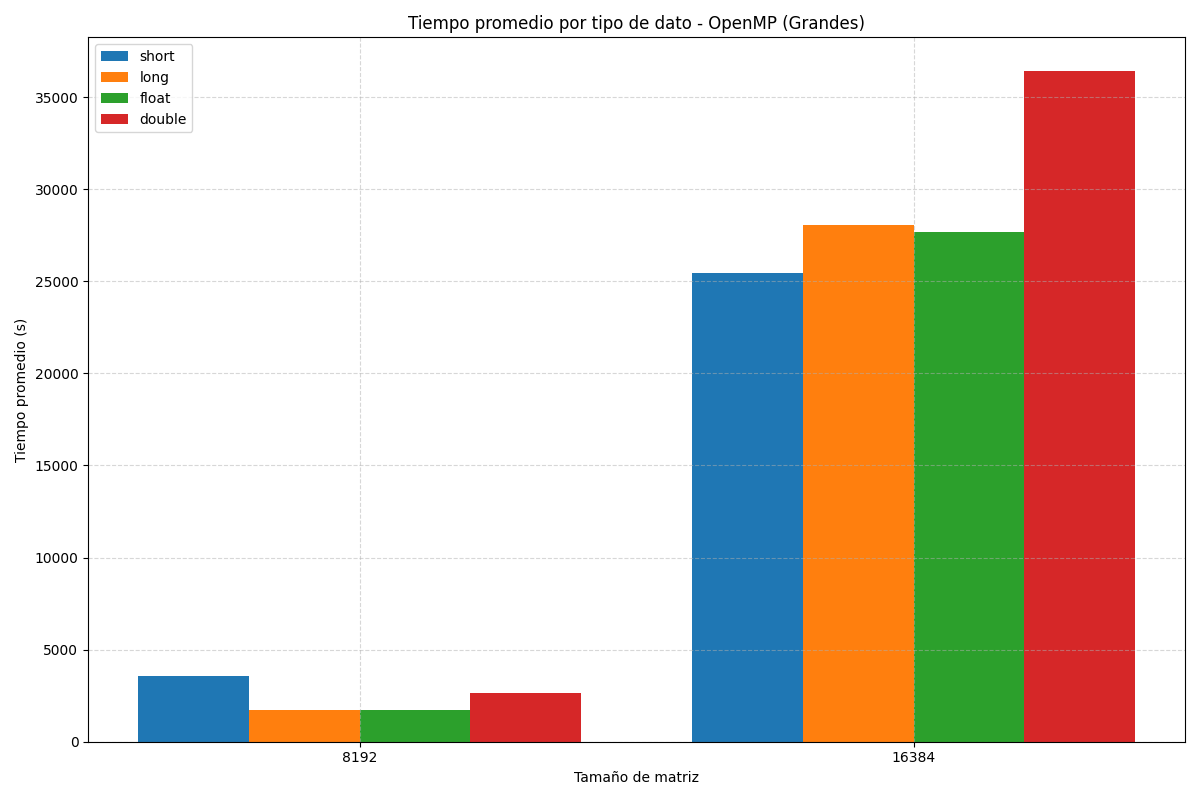 Tiempo promedio por tipo de dato - OpenMP (Grandes)
short
long
float
double
Tiempo promedio (s)
35000
30000
25000
20000
15000
10000
5000
0
8192
16384
Tamaño de matriz